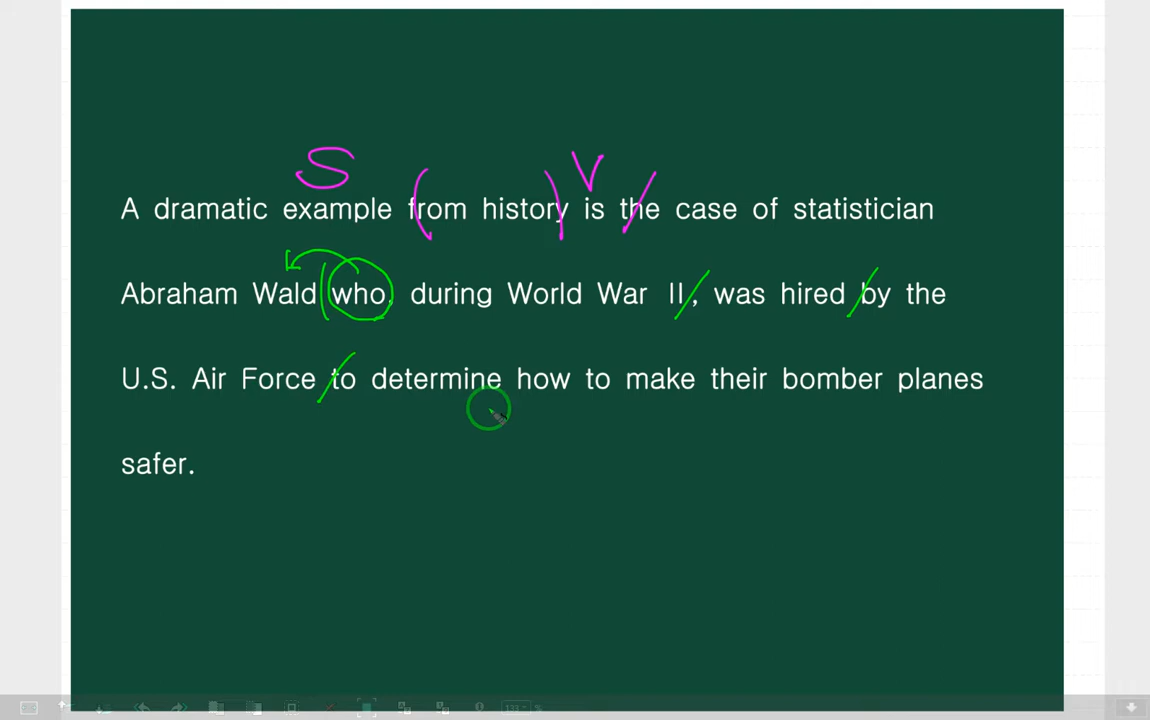 S V
A dramatic example from history is the case of statistician
Abraham Wald who, during World War II, was hired by the
U.S. Air Force to determine how to make their bomber planes
safer.
133 %